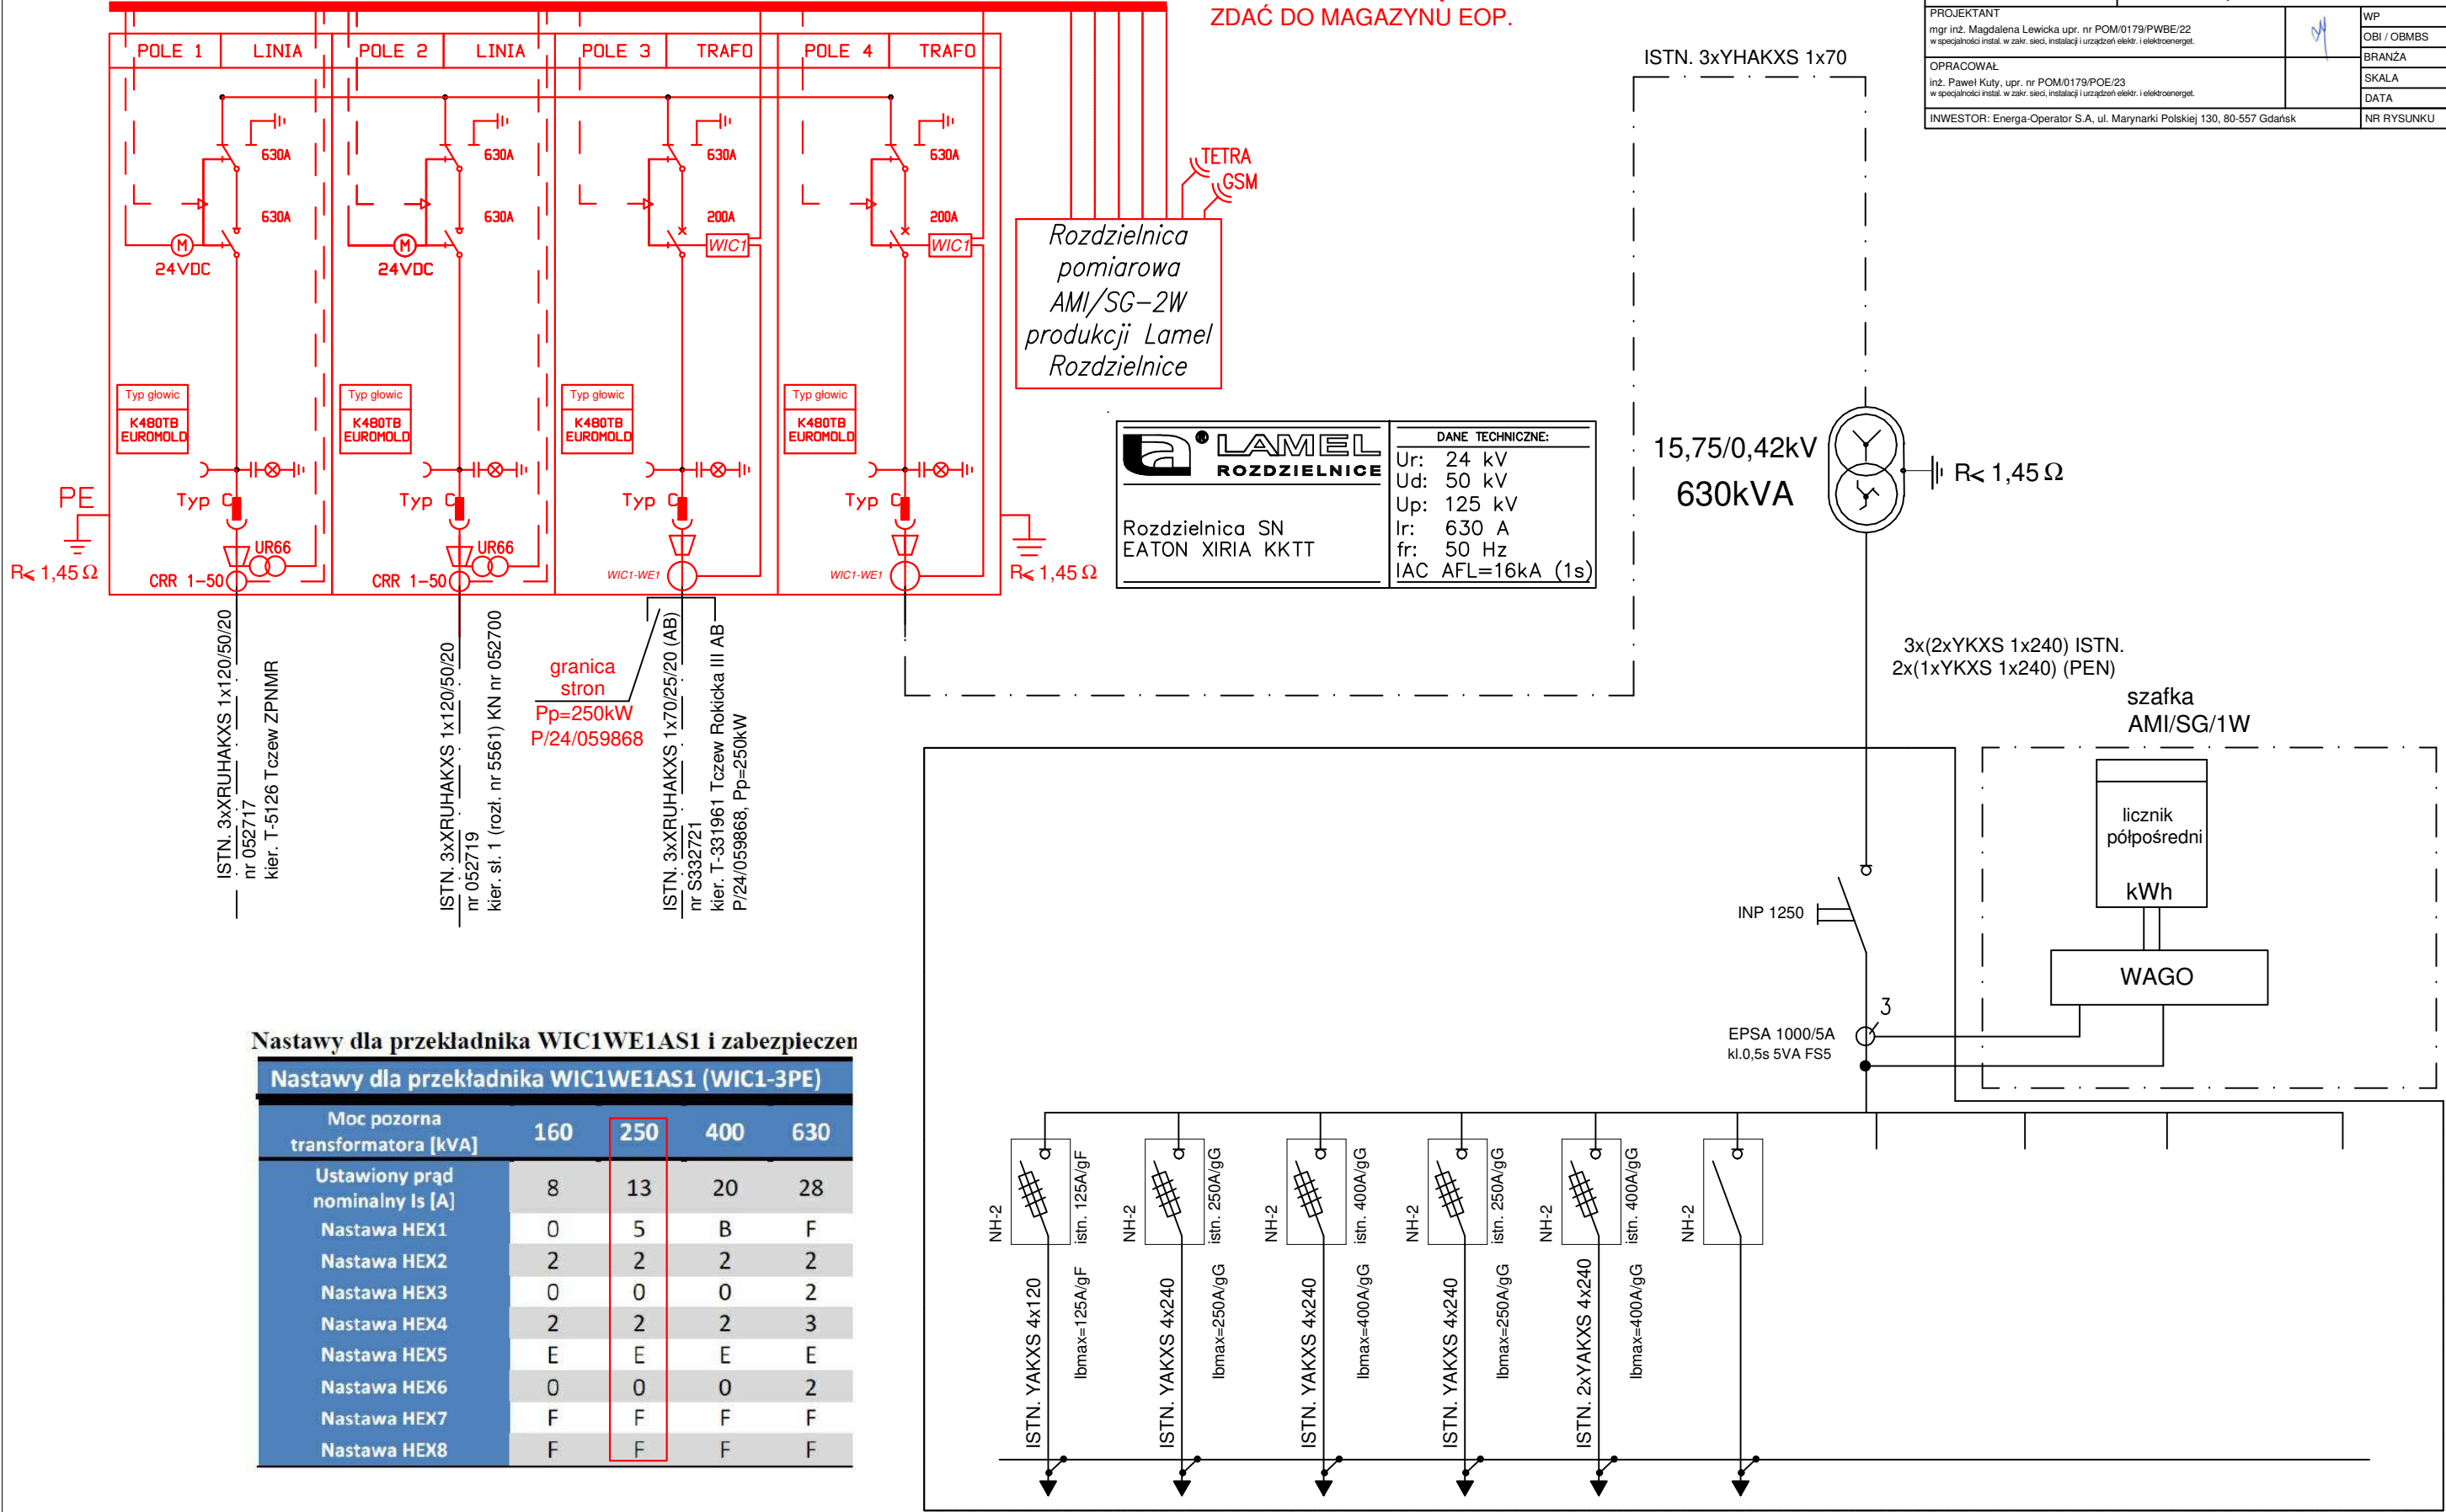 ZDAĆ DO MAGAZYNU EOP.
PROJEKTANT
mgr inż. Magdalena Lewicka upr. nr POM/0179/PWBE/22
w specjalności instal. w zakr. sieci, instalacji i urządzeń elektr. i elektroenerget.
OPRACOWAŁ
inż. Paweł Kuty, upr. nr POM/0179/POE/23
w specjalności instal. w zakr. sieci, instalacji i urządzeń elektr. i elektroenerget.
INWESTOR: Energa-Operator S.A, ul. Marynarki Polskiej 130, 80-557 Gdańsk
WP
OBI / OBMBS
BRANŻA
SKALA
DATA
NR RYSUNKU
POLE 1 LINIA
POLE 2 LINIA
POLE 3 TRAFO
POLE 4 TRAFO
630A
630A
630A
630A
630A
630A
200A
200A
M
24VDC
M
24VDC
WIC1
WIC1
Typ głowic
K480TB
EUROMOLD
Typ głowic
K480TB
EUROMOLD
Typ głowic
K480TB
EUROMOLD
Typ głowic
K480TB
EUROMOLD
Typ C
Typ C
Typ C
Typ C
UR66
UR66
CRR 1-50
CRR 1-50
WIC1-WE1
WIC1-WE1
PE
R< 1,45 Ω
R< 1,45 Ω
TETRA
GSM
Rozdzielnica
pomiarowa
AMI/SG-2W
produkcji Lamel
Rozdzielnice
LAMEL
ROZDZIELNICE
Rozdzielnica SN
EATON XIRIA KKTT
DANE TECHNICZNE:
Ur: 24 kV
Ud: 50 kV
Up: 125 kV
Ir: 630 A
fr: 50 Hz
IAC AFL=16kA (1s)
ISTN. 3xYHAKXS 1x70
15,75/0,42kV
630kVA
R< 1,45 Ω
3x(2xYKXS 1x240) ISTN.
2x(1xYKXS 1x240) (PEN)
szafka
AMI/SG/1W
licznik
półpośredni
kWh
WAGO
INP 1250
3
EPSA 1000/5A
kl.0,5s 5VA FS5
ISTN. 3xXRUHAKXS 1x120/50/20
nr 052717
kier. T-5126 Tczew ZPNMR
ISTN. 3xXRUHAKXS 1x120/50/20
nr 052719
kier. sł. 1 (rozł. nr 5561) KN nr 052700
granica
stron
Pp=250kW
P/24/059868
ISTN. 3xXRUHAKXS 1x70/25/20 (AB)
nr S332721
kier. T-331961 Tczew Rokicka III AB
P/24/059868, Pp=250kW
Nastawy dla przekładnika WIC1WE1AS1 i zabezpieczen
Nastawy dla przekładnika WIC1WE1AS1 (WIC1-3PE)
Moc pozorna
transformatora [kVA] 160 250 400 630
Ustawiony prąd
nominalny Is [A] 8 13 20 28
Nastawa HEX1 0 5 B F
Nastawa HEX2 2 2 2 2
Nastawa HEX3 0 0 0 2
Nastawa HEX4 2 2 2 3
Nastawa HEX5 E E E E
Nastawa HEX6 0 0 0 2
Nastawa HEX7 F F F F
Nastawa HEX8 F F F F
NH-2
istn. 125A/gF
ISTN. YAKXS 4x120
Ibmax=125A/gF
NH-2
istn. 250A/gG
ISTN. YAKXS 4x240
Ibmax=250A/gG
NH-2
istn. 400A/gG
ISTN. YAKXS 4x240
Ibmax=400A/gG
NH-2
istn. 250A/gG
ISTN. YAKXS 4x240
Ibmax=250A/gG
NH-2
istn. 400A/gG
ISTN. 2xYAKXS 4x240
Ibmax=400A/gG
NH-2